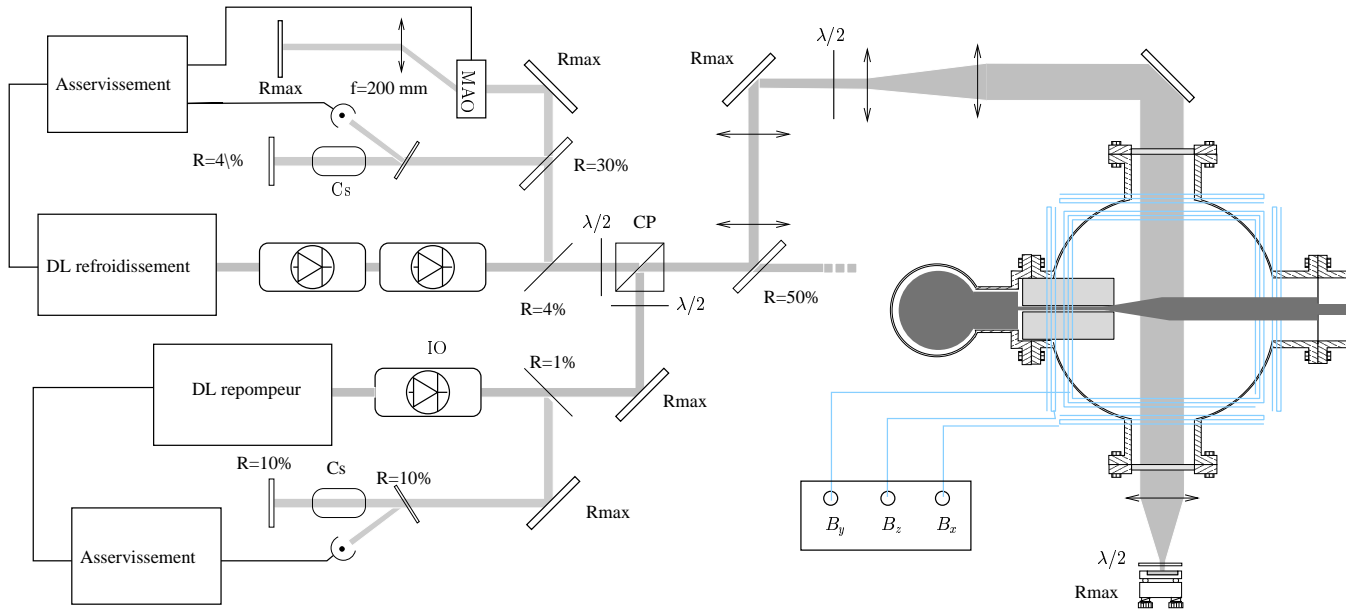 Rmax
λ/2
Asservissement
Rmax
f=200 mm
MAO
Rmax
R=4\%
Cs
R=30%
DL refroidissement
λ/2
CP
R=4%
λ/2
R=50%
IO
R=1%
DL repompeur
Rmax
R=10%
Cs
R=10%
Rmax
Asservissement
B_y
B_z
B_x
λ/2
Rmax